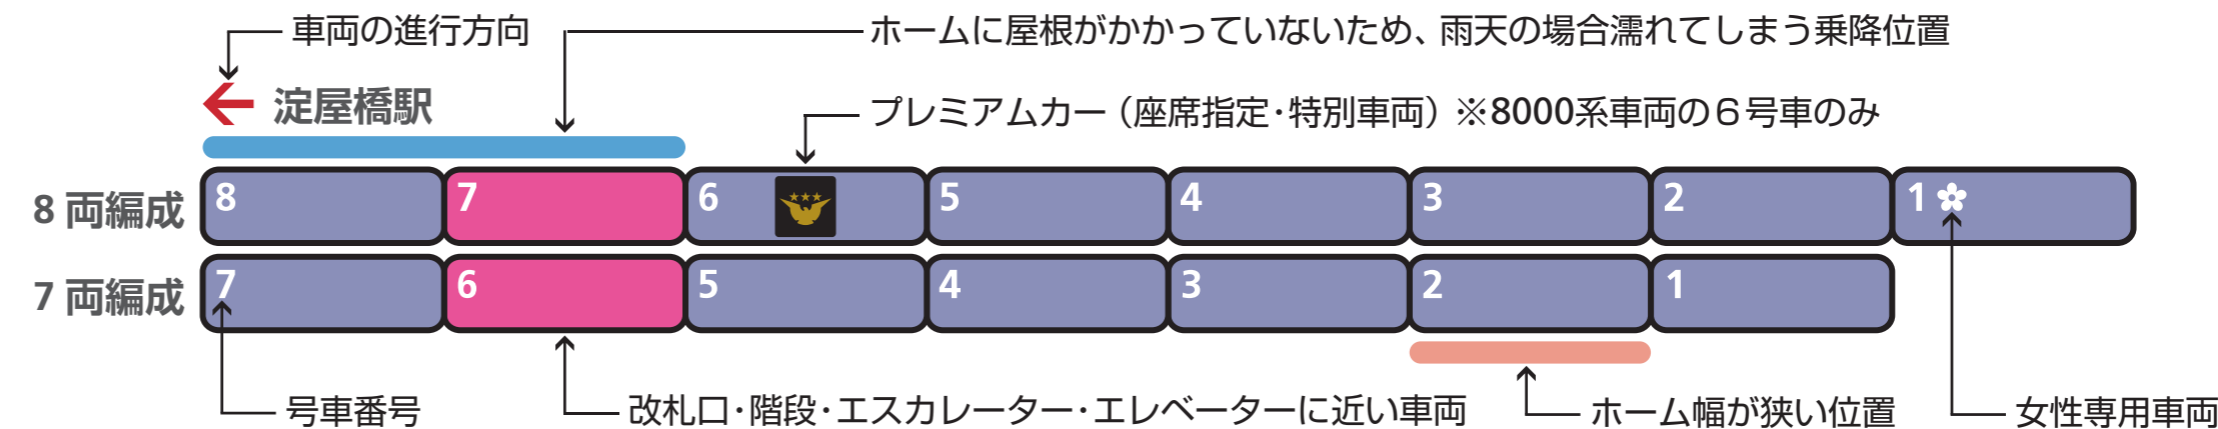 車両の進行方向
ホームに屋根がかかっていないため、雨天の場合濡れてしまう乗降位置
淀屋橋駅
プレミアムカー（座席指定・特別車両）※8000系車両の６号車のみ
8 両編成 8 7 6 5 4 3 2 1
7 両編成 7 6 5 4 3 2 1
号車番号
改札口・階段・エスカレーター・エレベーターに近い車両
ホーム幅が狭い位置
女性専用車両